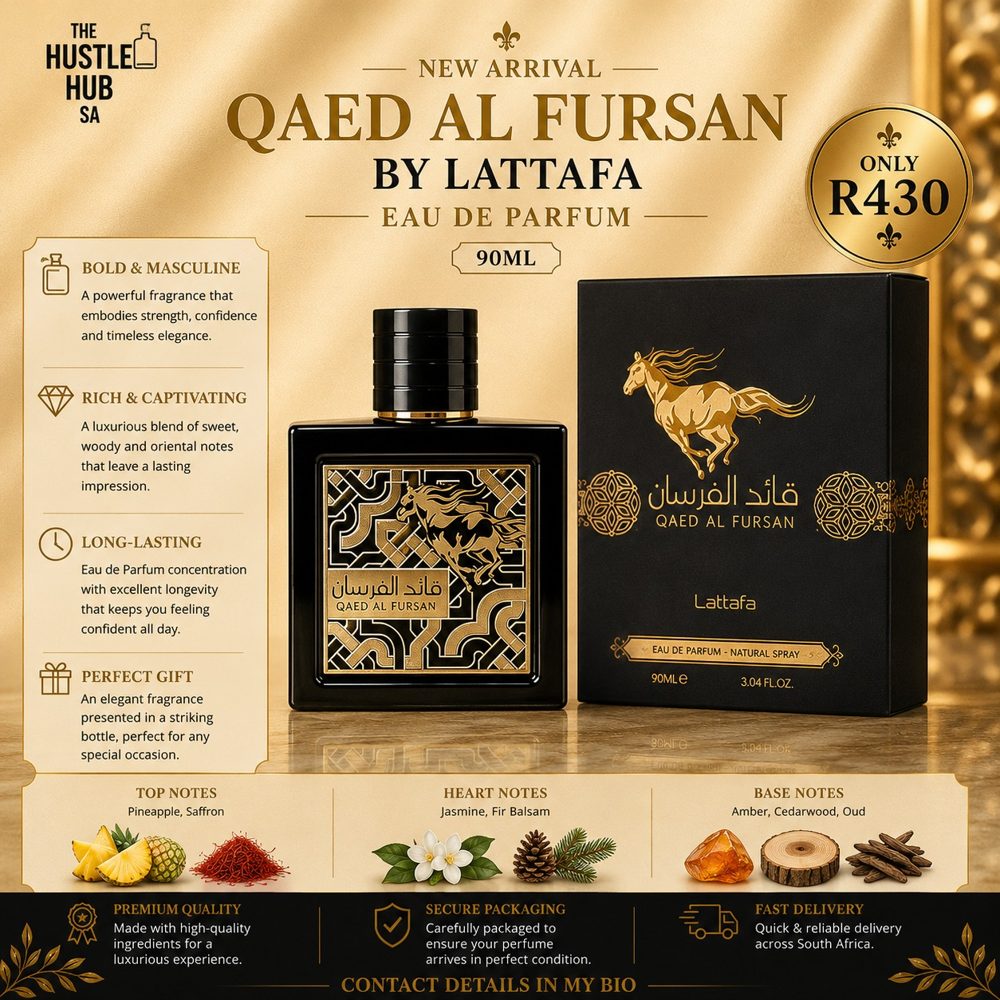 THE
HUSTLE
HUB
SA
NEW ARRIVAL
QAED AL FURSAN
BY LATTAFA
EAU DE PARFUM
90ML
ONLY
R430
BOLD & MASCULINE
A powerful fragrance that
embodies strength, confidence
and timeless elegance.
RICH & CAPTIVATING
A luxurious blend of sweet,
woody and oriental notes
that leave a lasting
impression.
LONG-LASTING
Eau de Parfum concentration
with excellent longevity
that keeps you feeling
confident all day.
PERFECT GIFT
An elegant fragrance
presented in a striking
bottle, perfect for any
special occasion.
قائد الفرسان
QAED AL FURSAN
قائد الفرسان
QAED AL FURSAN
Lattafa
EAU DE PARFUM - NATURAL SPRAY
90ML e
3.04 FL.OZ.
TOP NOTES
Pineapple, Saffron
HEART NOTES
Jasmine, Fir Balsam
BASE NOTES
Amber, Cedarwood, Oud
PREMIUM QUALITY
Made with high-quality
ingredients for a
luxurious experience.
SECURE PACKAGING
Carefully packaged to
ensure your perfume
arrives in perfect condition.
FAST DELIVERY
Quick & reliable delivery
across South Africa.
CONTACT DETAILS IN MY BIO